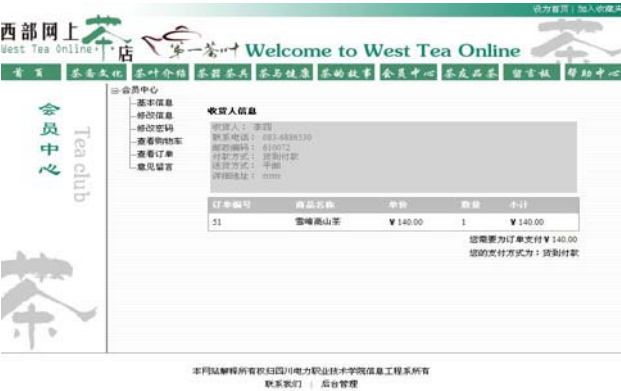 设为首页 | 加入收藏夹
西部网上茶店
West Tea Online
第一茶叶
Welcome to West Tea Online
首 页 茶斋文化 茶叶介绍 茶器茶具 茶与健康 茶的故事 会员中心 茶友品茶 留言板 帮助中心
会员中心
Tea club
会员中心
基本信息
修改信息
修改密码
查看购物车
查看订单
意见留言
收货人信息
收货人： 李四
联系电话： 083-6886530
邮政编码： 610072
付款方式： 货到付款
送货方式： 平邮
详细地址： rrrrrr
订单编号 商品名称 单价 数量 小计
51 雪峰高山茶 ¥ 140.00 1 ¥ 140.00
您需要为订单支付¥ 140.00
您的支付方式为：货到付款
茶
本网站解释所有权归四川电力职业技术学院信息工程系所有
联系我们 | 后台管理